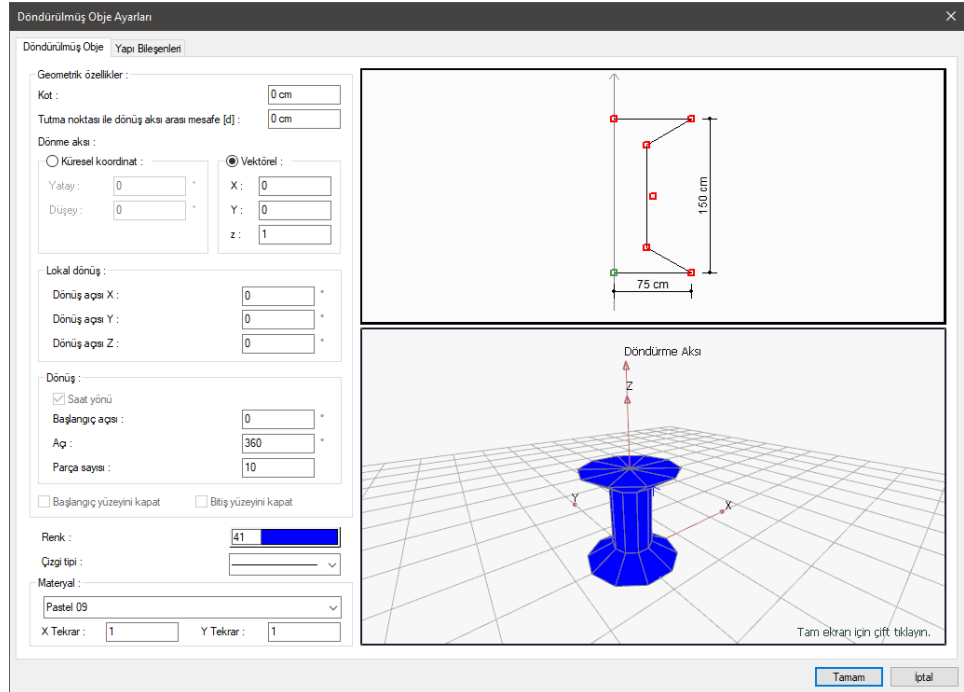 Döndürülmüş Obje Ayarları
Döndürülmüş Obje Yapı Bileşenleri
Geometrik özellikler :
Kot : 0 cm
Tutma noktası ile dönüş aksı arası mesafe [d] : 0 cm
Dönme aksı :
Küresel koordinat : Vektörel :
Yatay : 0 ° X : 0
Düşey : 0 ° Y : 0
z : 1
Lokal dönüş :
Dönüş açısı X : 0 °
Dönüş açısı Y : 0 °
Dönüş açısı Z : 0 °
Dönüş :
Saat yönü
Başlangıç açısı : 0 °
Açı : 360 °
Parça sayısı : 10
Başlangıç yüzeyini kapat Bitiş yüzeyini kapat
Renk : 41
Çizgi tipi :
Materyal :
Pastel 09
X Tekrar : 1 Y Tekrar : 1
150 cm
75 cm
Döndürme Aksı
Z
Y
X
Tam ekran için çift tıklayın.
Tamam İptal